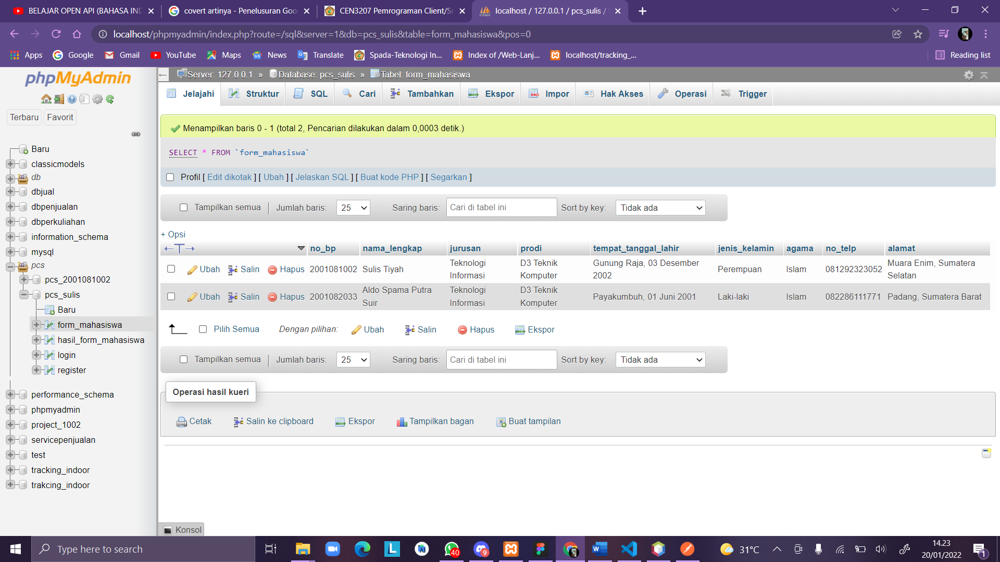 BELAJAR OPEN API (BAHASA IND
covert artinya - Penelusuran Goo
CEN3207 Pemrograman Client/Se
localhost / 127.0.0.1 / pcs_sulis /
localhost/phpmyadmin/index.php?route=/sql&server=1&db=pcs_sulis&table=form_mahasiswa&pos=0
Apps Google Gmail YouTube Maps News Translate Spada-Teknologi In... Index of /Web-Lanj... localhost/tracking_... Reading list
phpMyAdmin
Terbaru Favorit
Baru
classicmodels
db
dbjual
dbpenjualan
dbperkuliahan
information_schema
mysql
pcs
pcs_2001081002
pcs_sulis
Baru
form_mahasiswa
hasil_form_mahasiswa
login
register
performance_schema
phpmyadmin
project_1002
servicepenjualan
test
tracking_indoor
trakcing_indoor
Server: 127.0.0.1 » Database: pcs_sulis » Tabel: form_mahasiswa
Jelajahi Struktur SQL Cari Tambahkan Ekspor Impor Hak Akses Operasi Trigger
Menampilkan baris 0 - 1 (total 2, Pencarian dilakukan dalam 0,0003 detik.)
SELECT * FROM `form_mahasiswa`
Profil [ Edit dikotak ] [ Ubah ] [ Jelaskan SQL ] [ Buat kode PHP ] [ Segarkan ]
Tampilkan semua Jumlah baris: 25 Saring baris: Cari di tabel ini Sort by key: Tidak ada
+ Opsi
←T→ no_bp nama_lengkap jurusan prodi tempat_tanggal_lahir jenis_kelamin agama no_telp alamat
Ubah Salin Hapus 2001081002 Sulis Tiyah Teknologi Informasi D3 Teknik Komputer Gunung Raja, 03 Desember 2002 Perempuan Islam 081292323052 Muara Enim, Sumatera Selatan
Ubah Salin Hapus 2001082033 Aldo Spama Putra Suir Teknologi Informasi D3 Teknik Komputer Payakumbuh, 01 Juni 2001 Laki-laki Islam 082286111771 Padang, Sumatera Barat
Pilih Semua Dengan pilihan: Ubah Salin Hapus Ekspor
Tampilkan semua Jumlah baris: 25 Saring baris: Cari di tabel ini Sort by key: Tidak ada
Operasi hasil kueri
Cetak Salin ke clipboard Ekspor Tampilkan bagan Buat tampilan
Konsol
Type here to search
L
40
9
W
31°C
14.23
20/01/2022
1